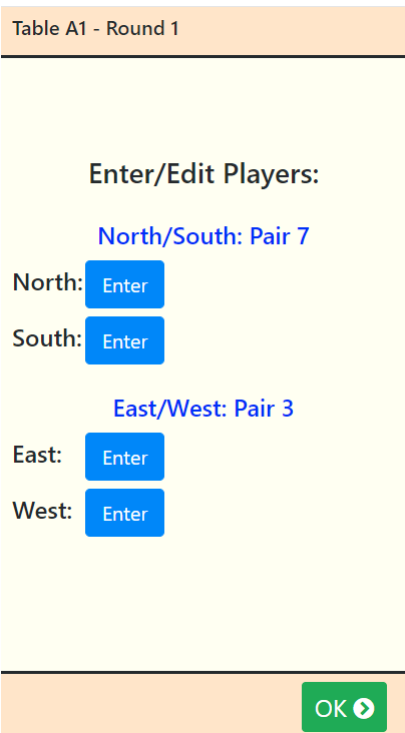 Table A1 - Round 1
Enter/Edit Players:
North/South: Pair 7
North: Enter
South: Enter
East/West: Pair 3
East: Enter
West: Enter
OK